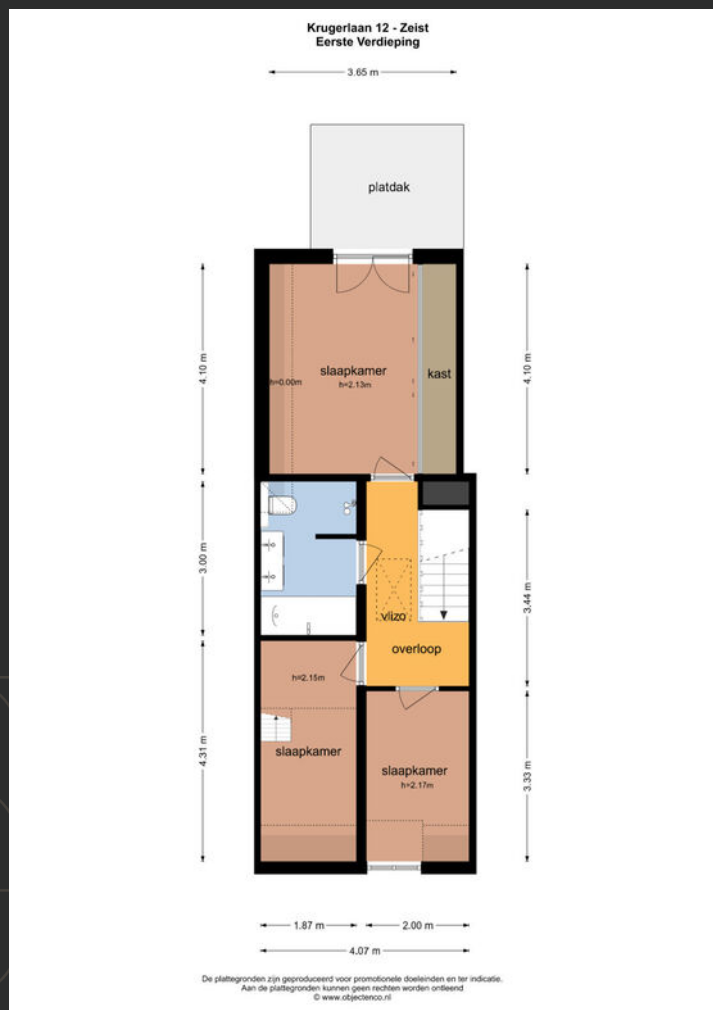 Krugerlaan 12 - Zeist
Eerste Verdieping
3.65 m
platdak
4.10 m
4.10 m
slaapkamer
h=2.13m
h=0.00m
kast
3.00 m
3.44 m
vlizo
overloop
h=2.15m
4.31 m
slaapkamer
slaapkamer
h=2.17m
3.33 m
1.87 m
2.00 m
4.07 m
De plattegronden zijn geproduceerd voor promotionele doeleinden en ter indicatie.
Aan de plattegronden kunnen geen rechten worden ontleend
© www.objectenco.nl